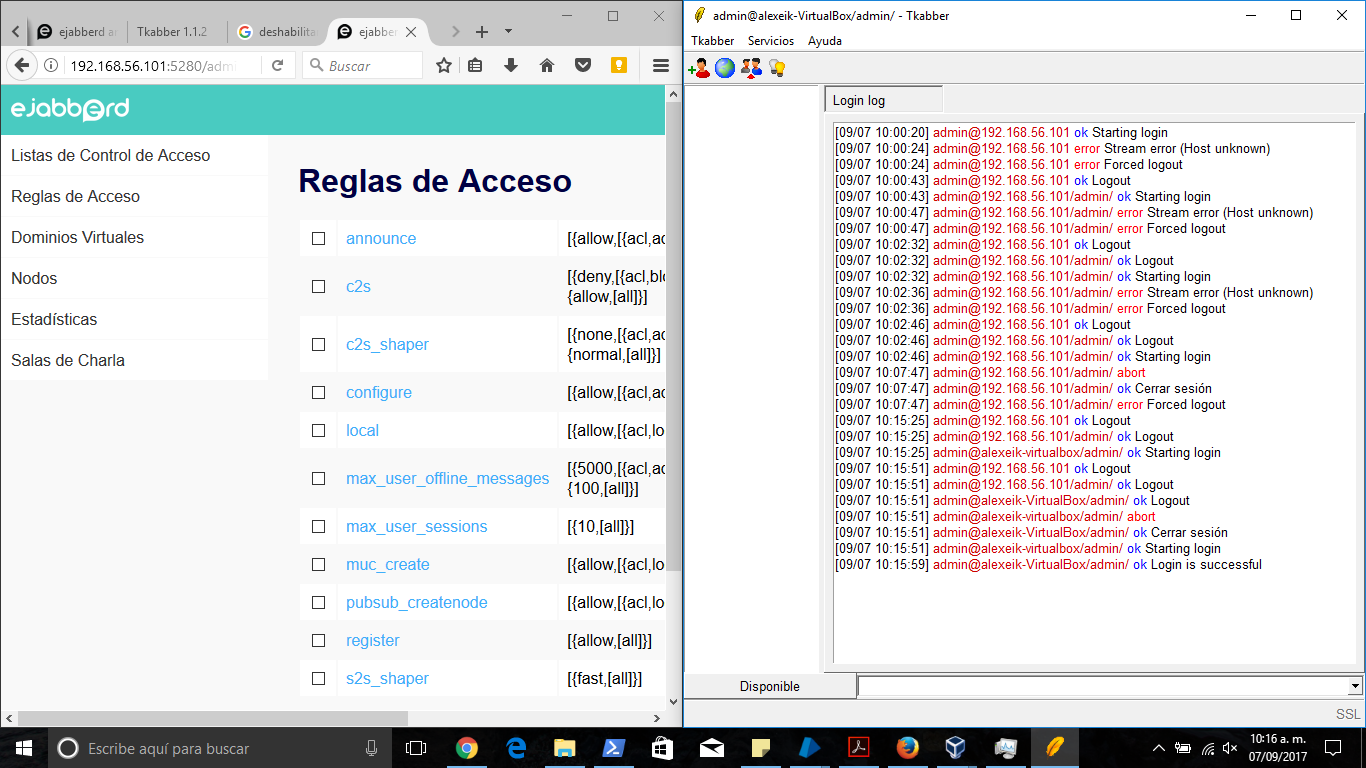 ejabberd a
Tkabber 1.1.2
deshabilita
ejabber
192.168.56.101:5280/adm
Buscar
ejabberd
Listas de Control de Acceso
Reglas de Acceso
Dominios Virtuales
Nodos
Estadísticas
Salas de Charla
Reglas de Acceso
announce [{allow,[{acl,ad
c2s [{deny,[{acl,blo
{allow,[all]}]
c2s_shaper [{none,[{acl,ad
{normal,[all]}]
configure [{allow,[{acl,ad
local [{allow,[{acl,lo
max_user_offline_messages [{5000,[{acl,ad
{100,[all]}]
max_user_sessions [{10,[all]}]
muc_create [{allow,[{acl,lo
pubsub_createnode [{allow,[{acl,lo
register [{allow,[all]}]
s2s_shaper [{fast,[all]}]
admin@alexeik-VirtualBox/admin/ - Tkabber
Tkabber Servicios Ayuda
Login log
[09/07 10:00:20] admin@192.168.56.101 ok Starting login
[09/07 10:00:24] admin@192.168.56.101 error Stream error (Host unknown)
[09/07 10:00:24] admin@192.168.56.101 error Forced logout
[09/07 10:00:43] admin@192.168.56.101 ok Logout
[09/07 10:00:43] admin@192.168.56.101/admin/ ok Starting login
[09/07 10:00:47] admin@192.168.56.101/admin/ error Stream error (Host unknown)
[09/07 10:00:47] admin@192.168.56.101/admin/ error Forced logout
[09/07 10:02:32] admin@192.168.56.101 ok Logout
[09/07 10:02:32] admin@192.168.56.101/admin/ ok Logout
[09/07 10:02:32] admin@192.168.56.101/admin/ ok Starting login
[09/07 10:02:36] admin@192.168.56.101/admin/ error Stream error (Host unknown)
[09/07 10:02:36] admin@192.168.56.101/admin/ error Forced logout
[09/07 10:02:46] admin@192.168.56.101 ok Logout
[09/07 10:02:46] admin@192.168.56.101/admin/ ok Logout
[09/07 10:02:46] admin@192.168.56.101/admin/ ok Starting login
[09/07 10:07:47] admin@192.168.56.101/admin/ abort
[09/07 10:07:47] admin@192.168.56.101/admin/ ok Cerrar sesión
[09/07 10:07:47] admin@192.168.56.101/admin/ error Forced logout
[09/07 10:15:25] admin@192.168.56.101 ok Logout
[09/07 10:15:25] admin@192.168.56.101/admin/ ok Logout
[09/07 10:15:25] admin@alexeik-virtualbox/admin/ ok Starting login
[09/07 10:15:51] admin@192.168.56.101 ok Logout
[09/07 10:15:51] admin@192.168.56.101/admin/ ok Logout
[09/07 10:15:51] admin@alexeik-VirtualBox/admin/ ok Logout
[09/07 10:15:51] admin@alexeik-virtualbox/admin/ abort
[09/07 10:15:51] admin@alexeik-VirtualBox/admin/ ok Cerrar sesión
[09/07 10:15:51] admin@alexeik-virtualbox/admin/ ok Starting login
[09/07 10:15:59] admin@alexeik-VirtualBox/admin/ ok Login is successful
Disponible
SSL
Escribe aquí para buscar
10:16 a. m.
07/09/2017